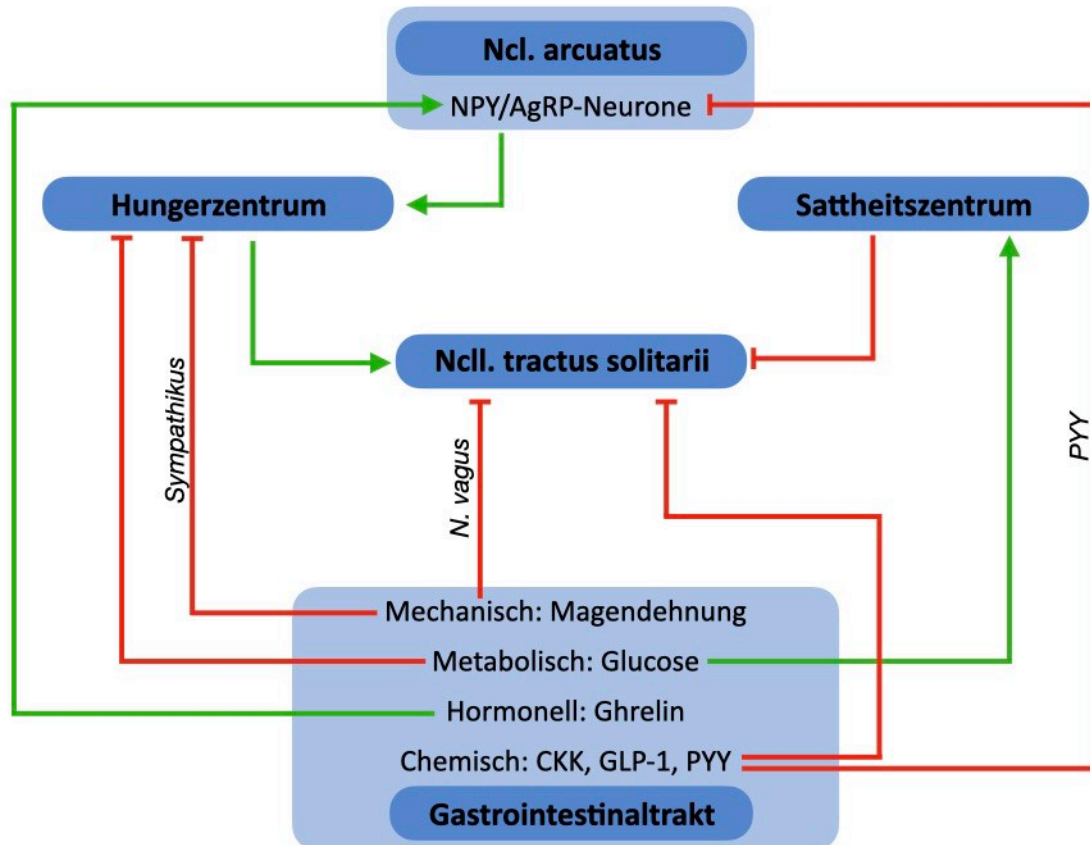 Ncl. arcuatus
NPY/AgRP-Neurone
Hungerzentrum
Sattheitszentrum
Ncll. tractus solitarii
Sympathikus
N. vagus
PYY
Mechanisch: Magendehnung
Metabolisch: Glucose
Hormonell: Ghrelin
Chemisch: CKK, GLP-1, PYY
Gastrointestinaltrakt